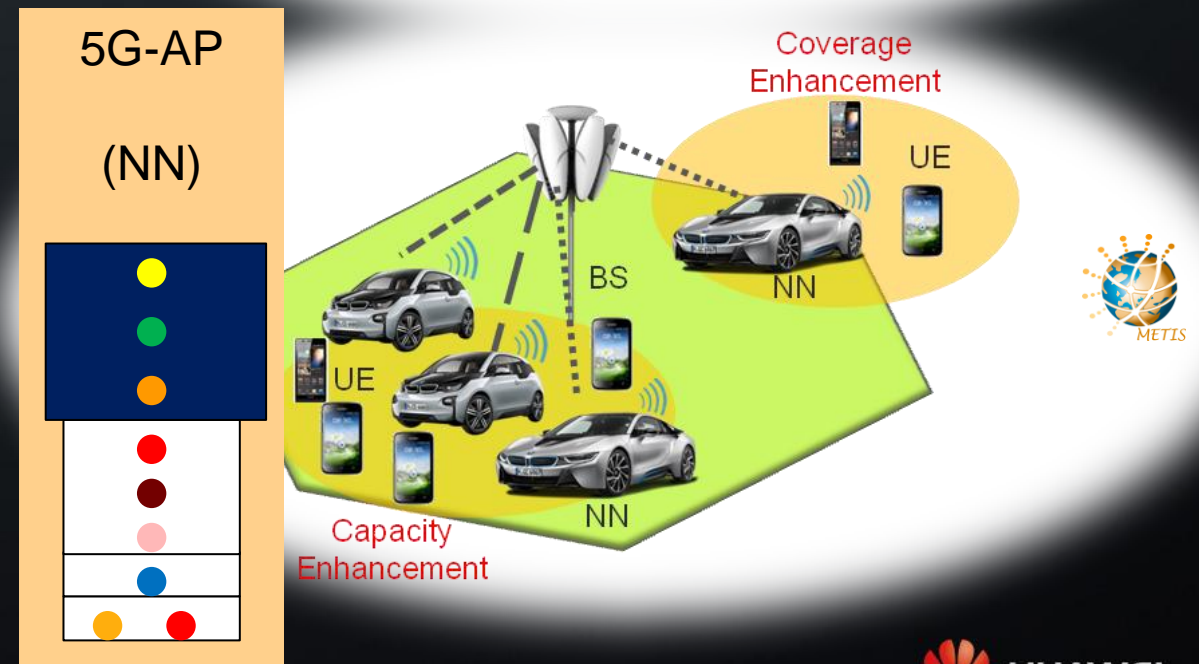 5G-AP
(NN)
Coverage
Enhancement
UE
NN
BS
UE
NN
Capacity
Enhancement
METIS